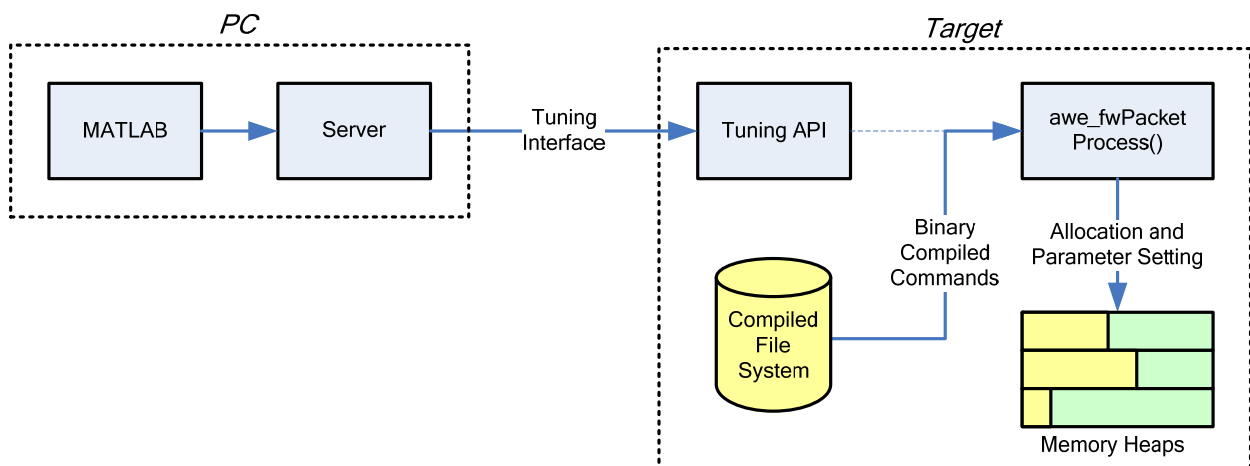 PC
Target
MATLAB
Server
Tuning
Interface
Tuning API
awe_fwPacket
Process()
Binary
Compiled
Commands
Allocation and
Parameter Setting
Compiled
File
System
Memory Heaps